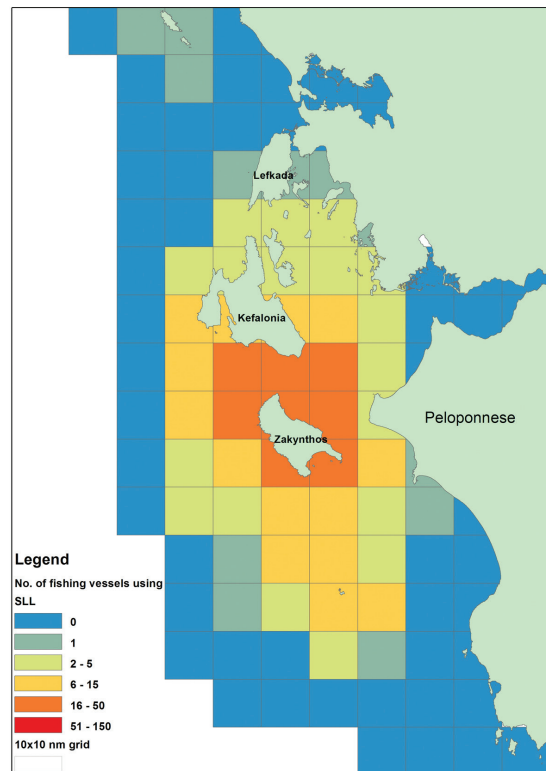 Lefkada
Kefalonia
Peloponnese
Zakynthos
Legend
No. of fishing vessels using
SLL
0
1
2 - 5
6 - 15
16 - 50
51 - 150
10x10 nm grid